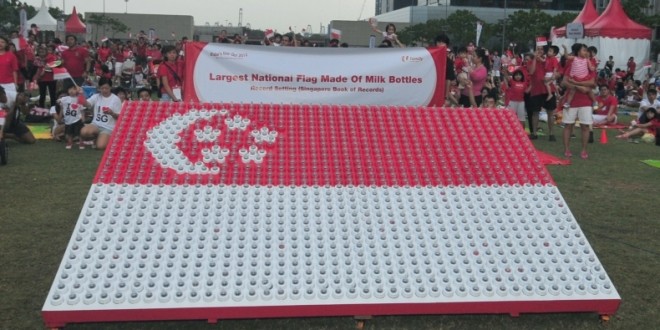 Largest National Flag Made Of Milk Bottles
Record Setting (Singapore Book of Records)
SG